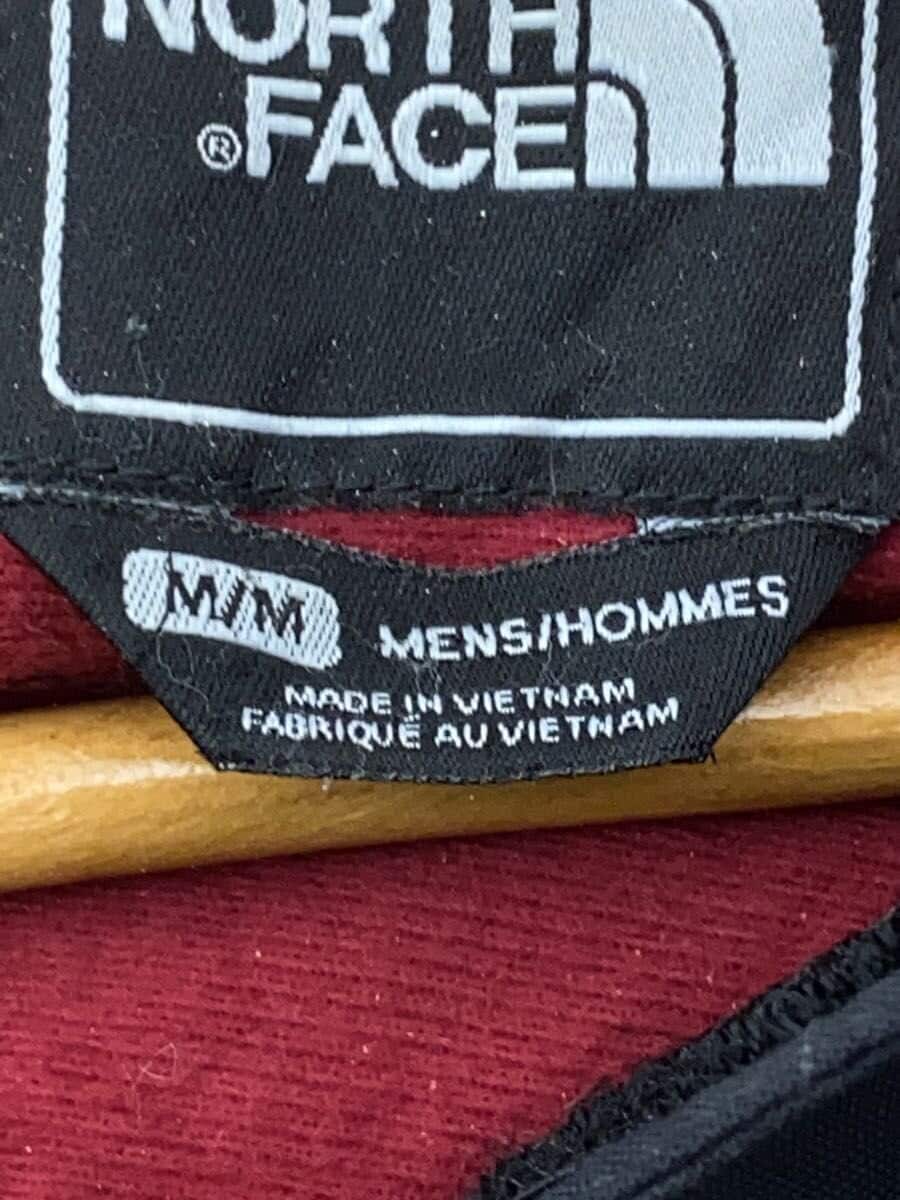 NORTH
®FACE
M/M MENS/HOMMES
MADE IN VIETNAM
FABRIQUÉ AU VIETNAM